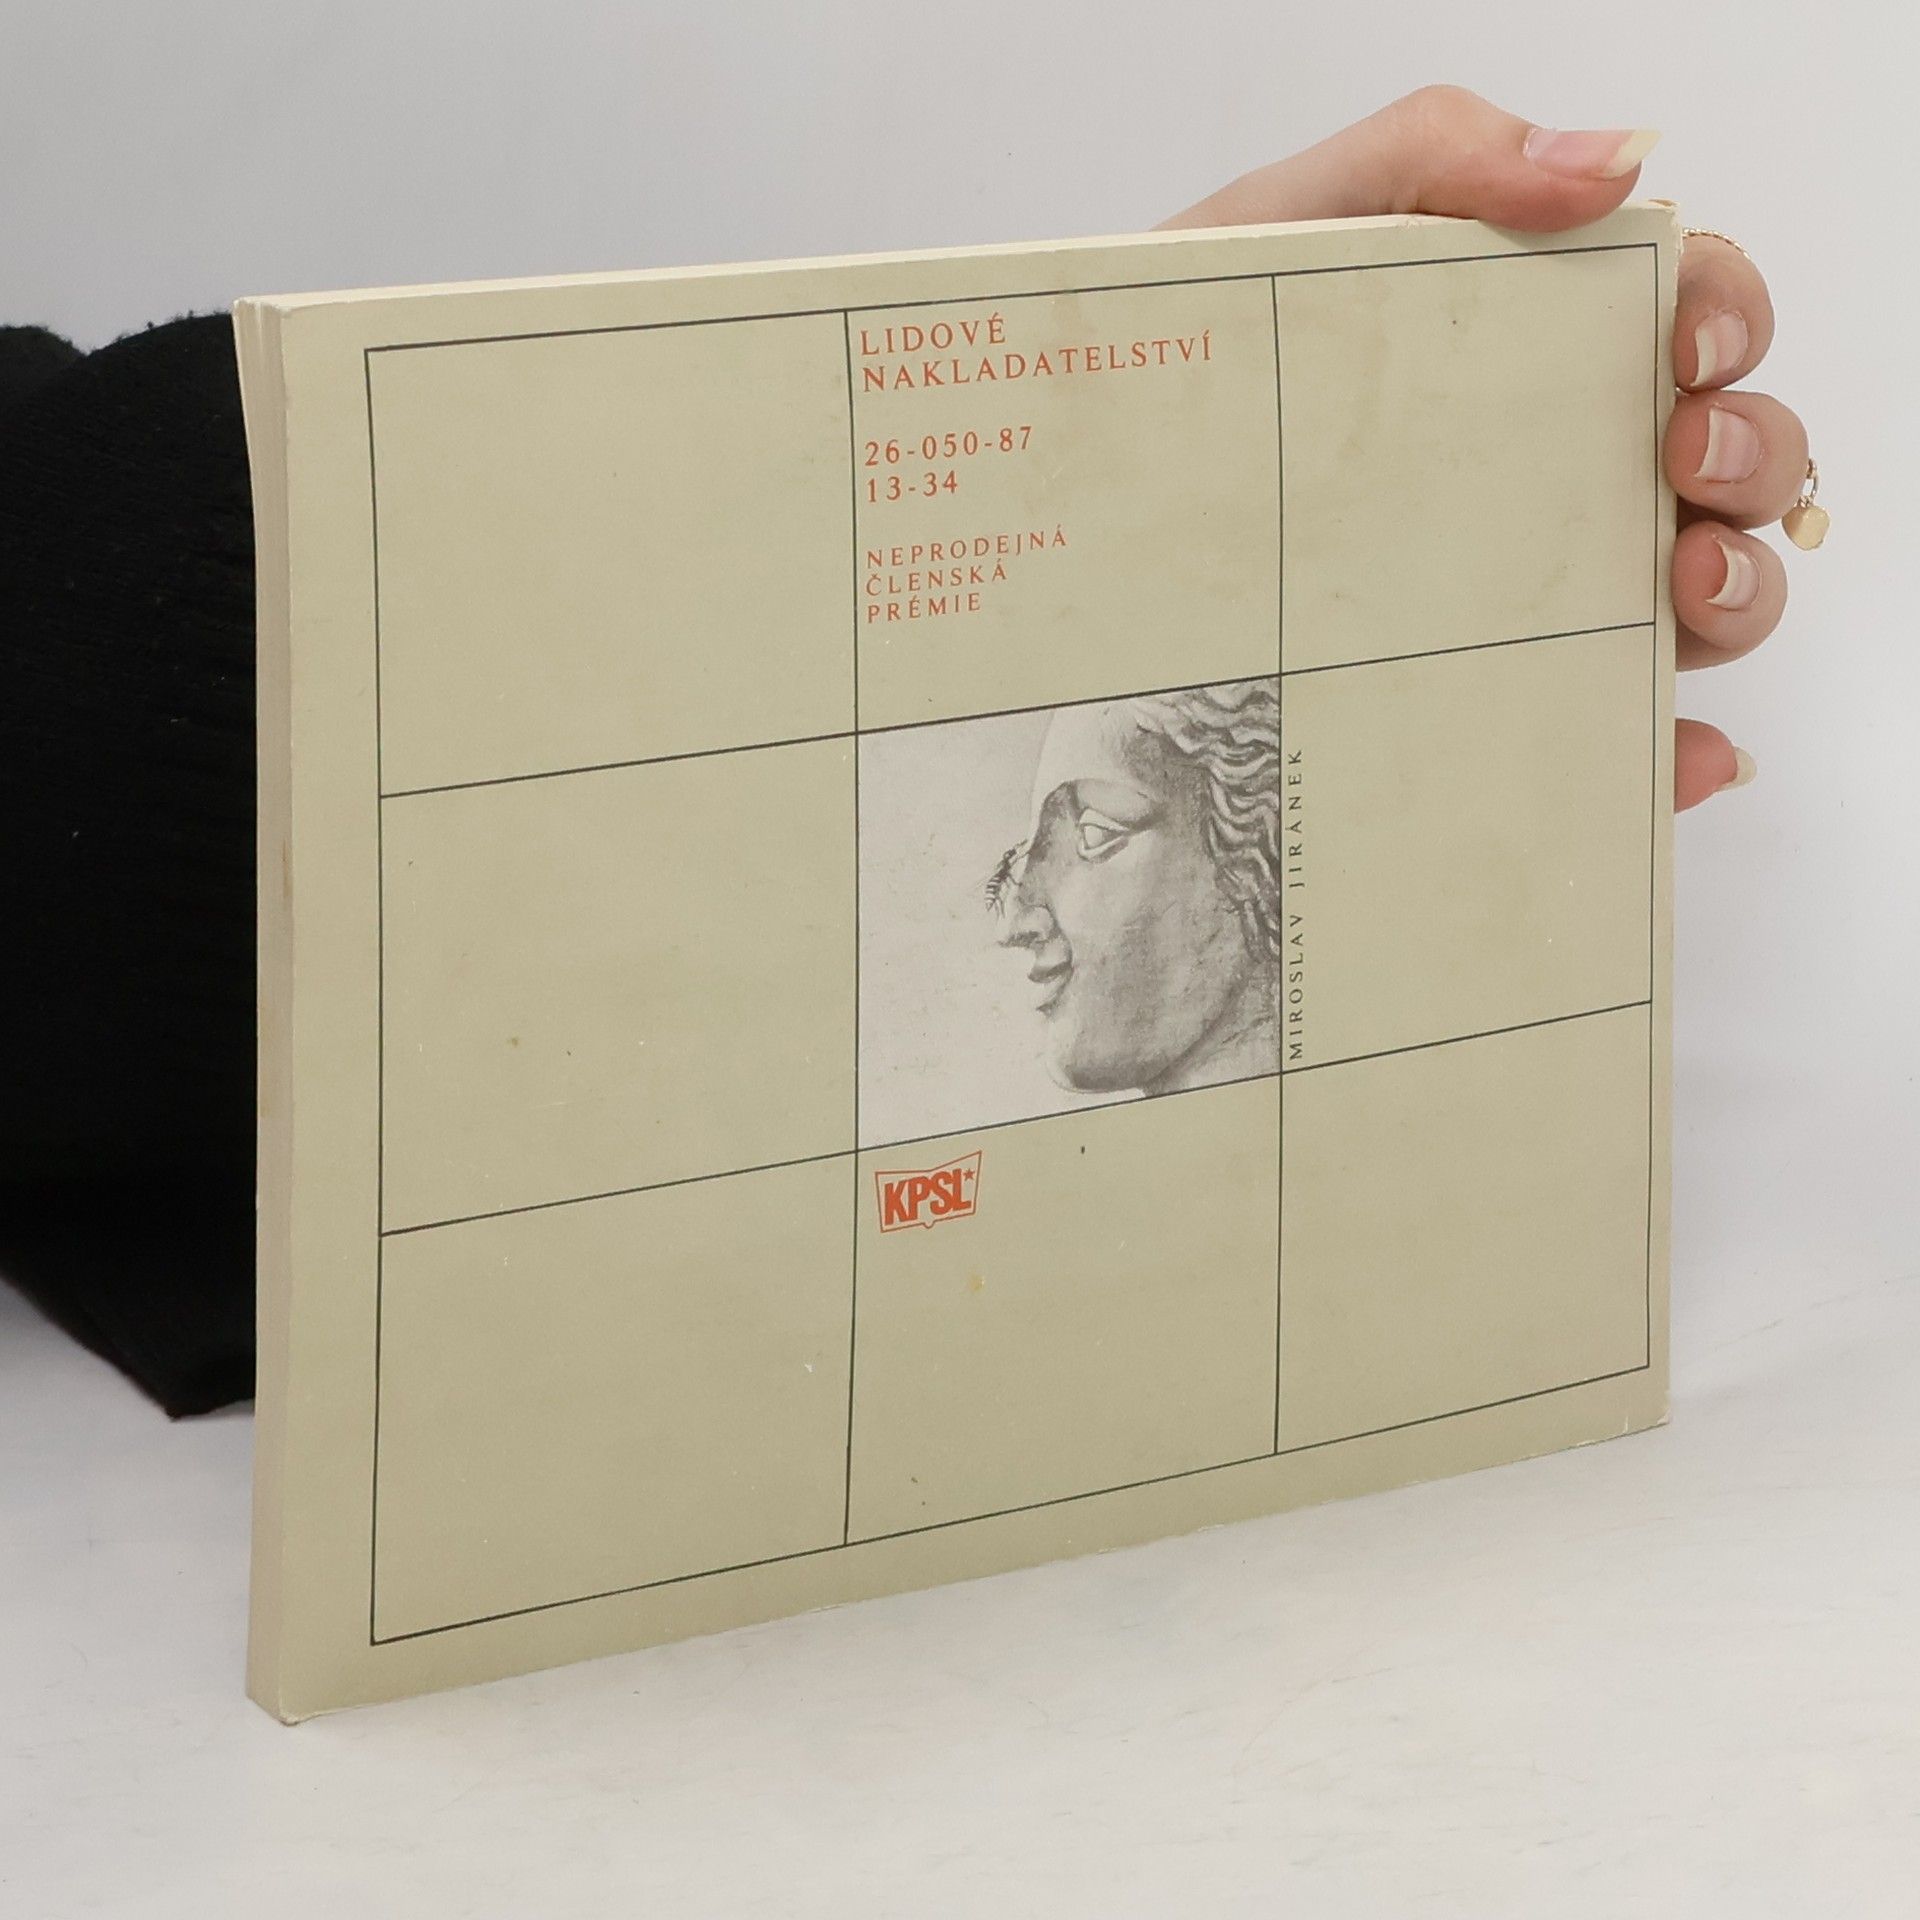 LIDOVÉ
NAKLADATELSTVÍ
26-050-87
13-34
NEPRODEJNÁ
ČLENSKÁ
PRÉMIE
MIROSLAV JIRÁNEK
KPSL